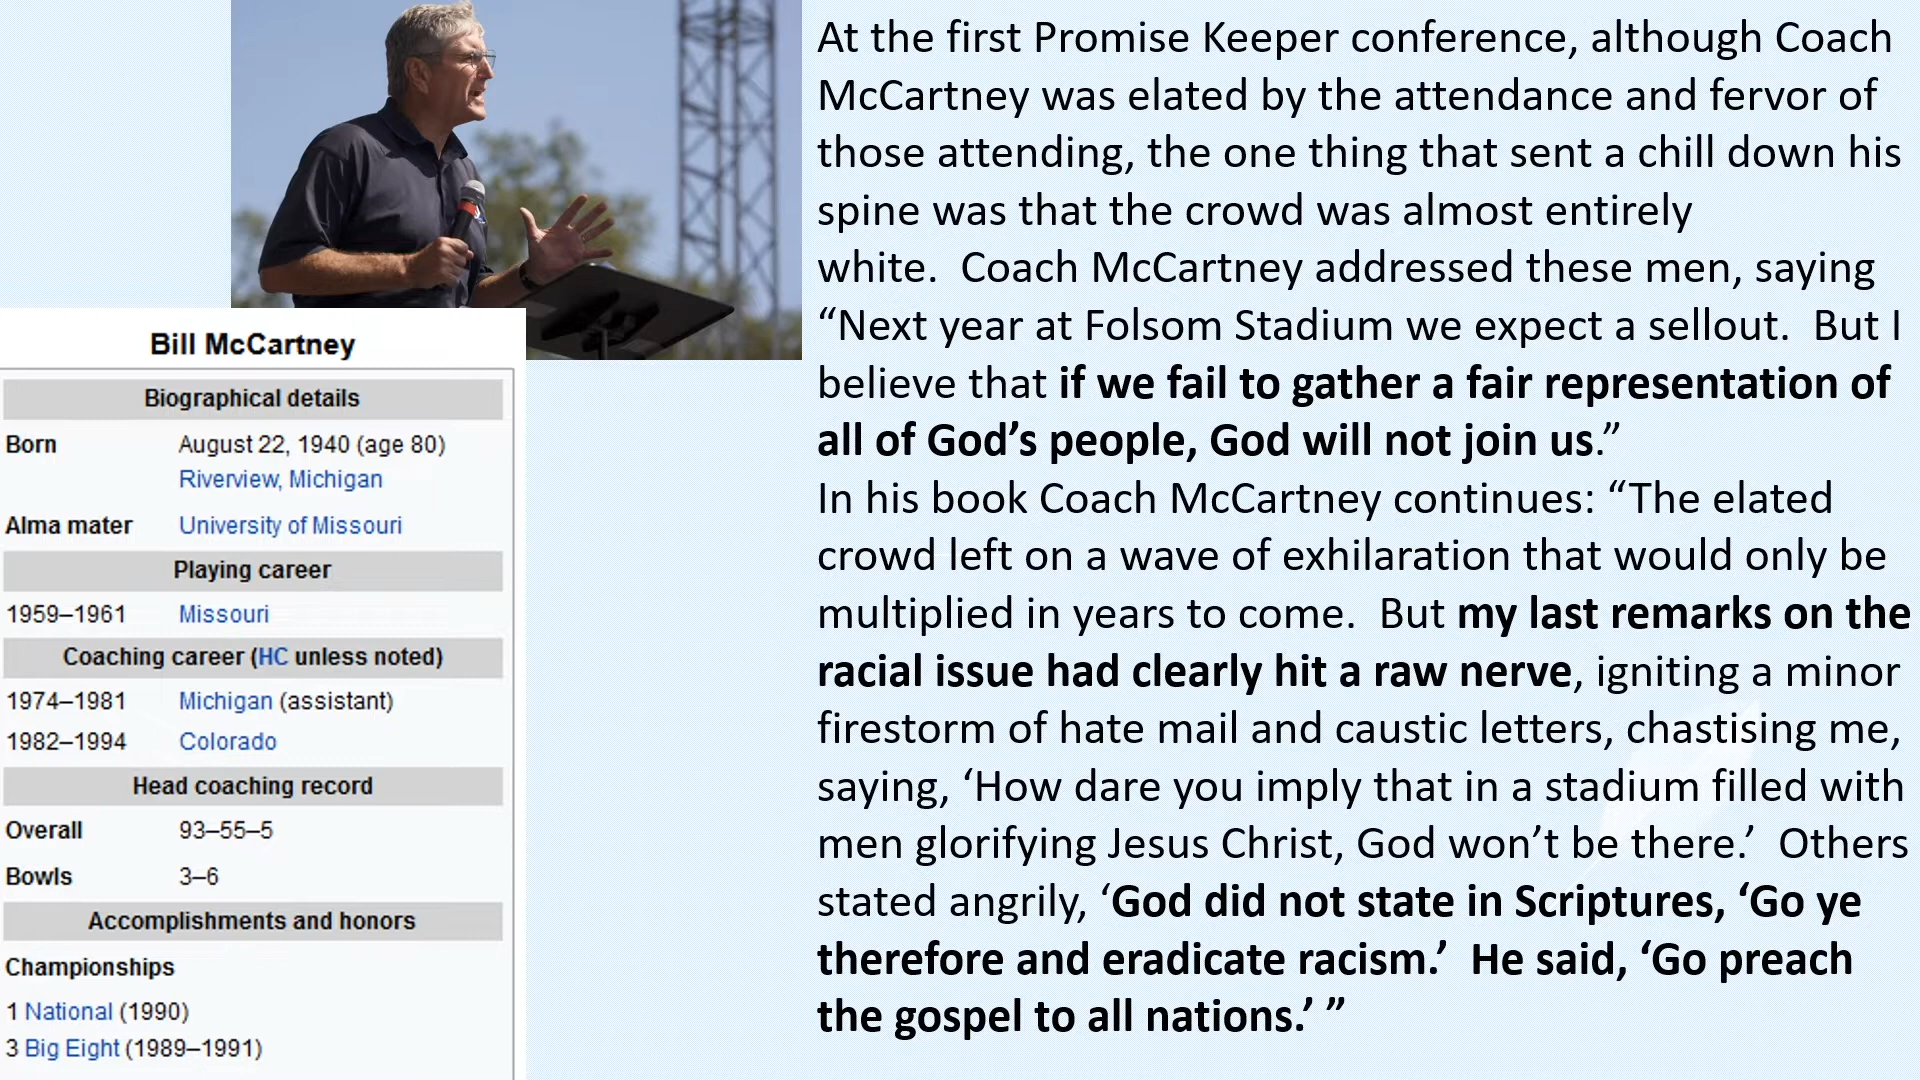 At the first Promise Keeper conference, although Coach
McCartney was elated by the attendance and fervor of
those attending, the one thing that sent a chill down his
spine was that the crowd was almost entirely
white.  Coach McCartney addressed these men, saying
“Next year at Folsom Stadium we expect a sellout.  But I
believe that if we fail to gather a fair representation of
all of God’s people, God will not join us.”
In his book Coach McCartney continues: “The elated
crowd left on a wave of exhilaration that would only be
multiplied in years to come.  But my last remarks on the
racial issue had clearly hit a raw nerve, igniting a minor
firestorm of hate mail and caustic letters, chastising me,
saying, ‘How dare you imply that in a stadium filled with
men glorifying Jesus Christ, God won’t be there.’  Others
stated angrily, ‘God did not state in Scriptures, ‘Go ye
therefore and eradicate racism.’  He said, ‘Go preach
the gospel to all nations.’ ”
Bill McCartney
Biographical details
Born August 22, 1940 (age 80)
Riverview, Michigan
Alma mater University of Missouri
Playing career
1959–1961 Missouri
Coaching career (HC unless noted)
1974–1981 Michigan (assistant)
1982–1994 Colorado
Head coaching record
Overall 93–55–5
Bowls 3–6
Accomplishments and honors
Championships
1 National (1990)
3 Big Eight (1989–1991)